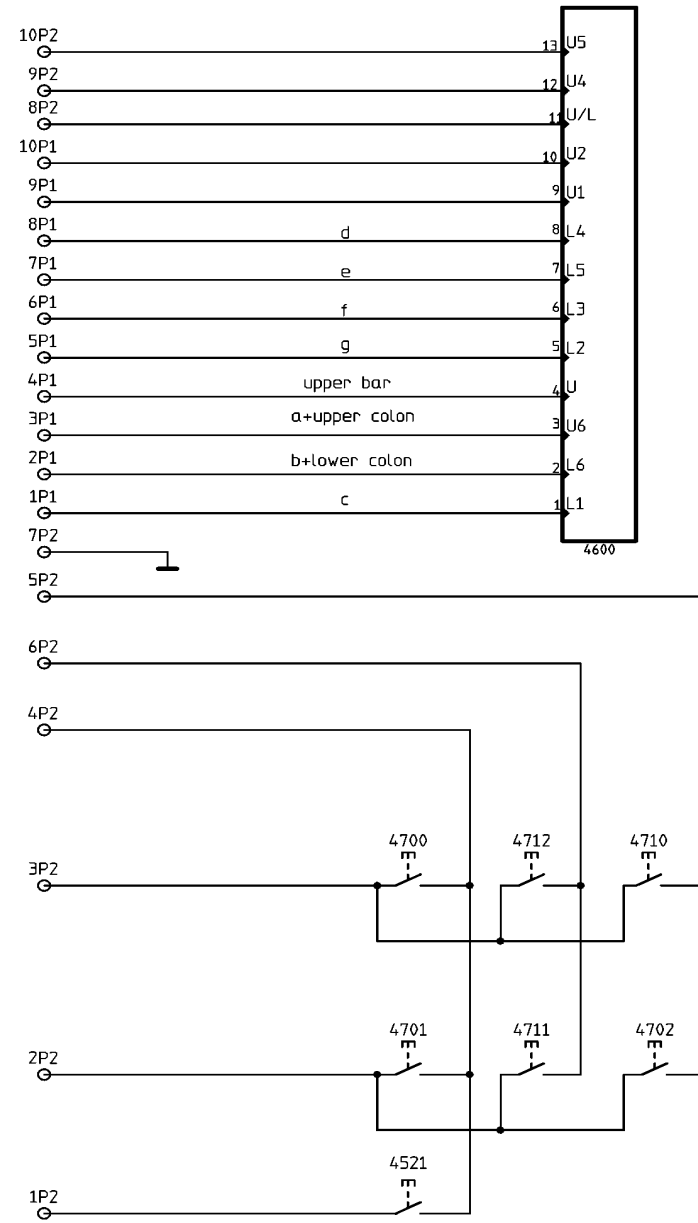 10P2
13 U5
9P2
12 U4
8P2
11 U/L
10P1
10 U2
9P1
9 U1
8P1
d
8 L4
7P1
e
7 L5
6P1
f
6 L3
5P1
g
5 L2
4P1
upper bar
4 U
3P1
a+upper colon
3 U6
2P1
b+lower colon
2 L6
1P1
c
1 L1
7P2
4600
5P2
6P2
4P2
4700 4712 4710
3P2
4701 4711 4702
2P2
4521
1P2